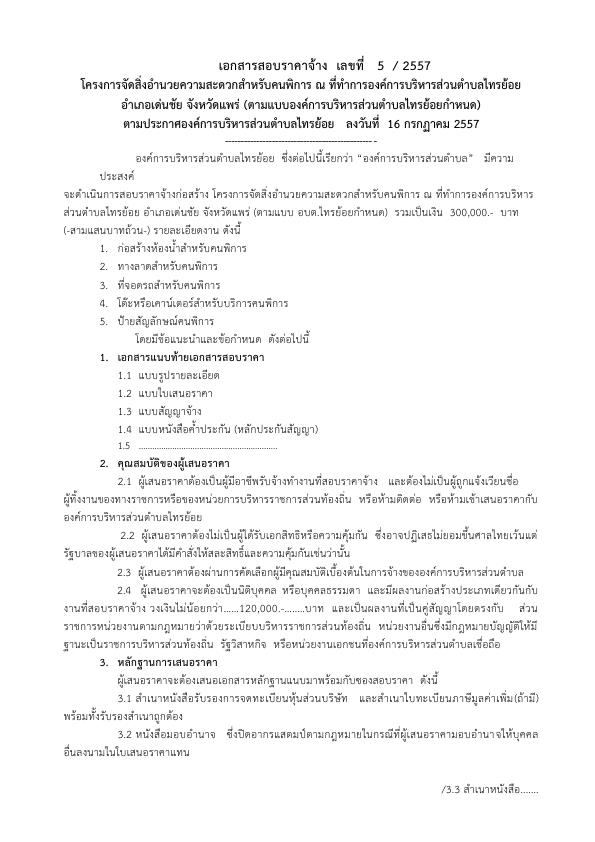 เอกสารสอบราคาจ้าง เลขที่ 5 / 2557
โครงการจัดสิ่งอำนวยความสะดวกสำหรับคนพิการ ณ ที่ทำการองค์การบริหารส่วนตำบลไทรย้อย
อำเภอเด่นชัย จังหวัดแพร่ (ตามแบบองค์การบริหารส่วนตำบลไทรย้อยกำหนด)
ตามประกาศองค์การบริหารส่วนตำบลไทรย้อย ลงวันที่ 16 กรกฎาคม 2557
------------------------------------------------
องค์การบริหารส่วนตำบลไทรย้อย ซึ่งต่อไปนี้เรียกว่า “องค์การบริหารส่วนตำบล” มีความ
ประสงค์
จะดำเนินการสอบราคาจ้างก่อสร้าง โครงการจัดสิ่งอำนวยความสะดวกสำหรับคนพิการ ณ ที่ทำการองค์การบริหาร
ส่วนตำบลไทรย้อย อำเภอเด่นชัย จังหวัดแพร่ (ตามแบบ อบต.ไทรย้อยกำหนด) รวมเป็นเงิน 300,000.- บาท
(-สามแสนบาทถ้วน-) รายละเอียดงาน ดังนี้
1. ก่อสร้างห้องน้ำสำหรับคนพิการ
2. ทางลาดสำหรับคนพิการ
3. ที่จอดรถสำหรับคนพิการ
4. โต๊ะหรือเคาน์เตอร์สำหรับบริการคนพิการ
5. ป้ายสัญลักษณ์คนพิการ
โดยมีข้อแนะนำและข้อกำหนด ดังต่อไปนี้
1. เอกสารแนบท้ายเอกสารสอบราคา
1.1 แบบรูปรายละเอียด
1.2 แบบใบเสนอราคา
1.3 แบบสัญญาจ้าง
1.4 แบบหนังสือค้ำประกัน (หลักประกันสัญญา)
1.5 ............................................................
2. คุณสมบัติของผู้เสนอราคา
2.1 ผู้เสนอราคาต้องเป็นผู้มีอาชีพรับจ้างทำงานที่สอบราคาจ้าง และต้องไม่เป็นผู้ถูกแจ้งเวียนชื่อ
ผู้ทิ้งงานของทางราชการหรือของหน่วยการบริหารราชการส่วนท้องถิ่น หรือห้ามติดต่อ หรือห้ามเข้าเสนอราคากับ
องค์การบริหารส่วนตำบลไทรย้อย
2.2 ผู้เสนอราคาต้องไม่เป็นผู้ได้รับเอกสิทธิหรือความคุ้มกัน ซึ่งอาจปฏิเสธไม่ยอมขึ้นศาลไทยเว้นแต่
รัฐบาลของผู้เสนอราคาได้มีคำสั่งให้สละสิทธิ์และความคุ้มกันเช่นว่านั้น
2.3 ผู้เสนอราคาต้องผ่านการคัดเลือกผู้มีคุณสมบัติเบื้องต้นในการจ้างขององค์การบริหารส่วนตำบล
2.4 ผู้เสนอราคาจะต้องเป็นนิติบุคคล หรือบุคคลธรรมดา และมีผลงานก่อสร้างประเภทเดียวกันกับ
งานที่สอบราคาจ้าง วงเงินไม่น้อยกว่า......120,000.-........บาท และเป็นผลงานที่เป็นคู่สัญญาโดยตรงกับ ส่วน
ราชการหน่วยงานตามกฎหมายว่าด้วยระเบียบบริหารราชการส่วนท้องถิ่น หน่วยงานอื่นซึ่งมีกฎหมายบัญญัติให้มี
ฐานะเป็นราชการบริหารส่วนท้องถิ่น รัฐวิสาหกิจ หรือหน่วยงานเอกชนที่องค์การบริหารส่วนตำบลเชื่อถือ
3. หลักฐานการเสนอราคา
ผู้เสนอราคาจะต้องเสนอเอกสารหลักฐานแนบมาพร้อมกับซองสอบราคา ดังนี้
3.1 สำเนาหนังสือรับรองการจดทะเบียนหุ้นส่วนบริษัท และสำเนาใบทะเบียนภาษีมูลค่าเพิ่ม(ถ้ามี)
พร้อมทั้งรับรองสำเนาถูกต้อง
3.2 หนังสือมอบอำนาจ ซึ่งปิดอากรแสตมป์ตามกฎหมายในกรณีที่ผู้เสนอราคามอบอำนาจให้บุคคล
อื่นลงนามในใบเสนอราคาแทน
/3.3 สำเนาหนังสือ.......